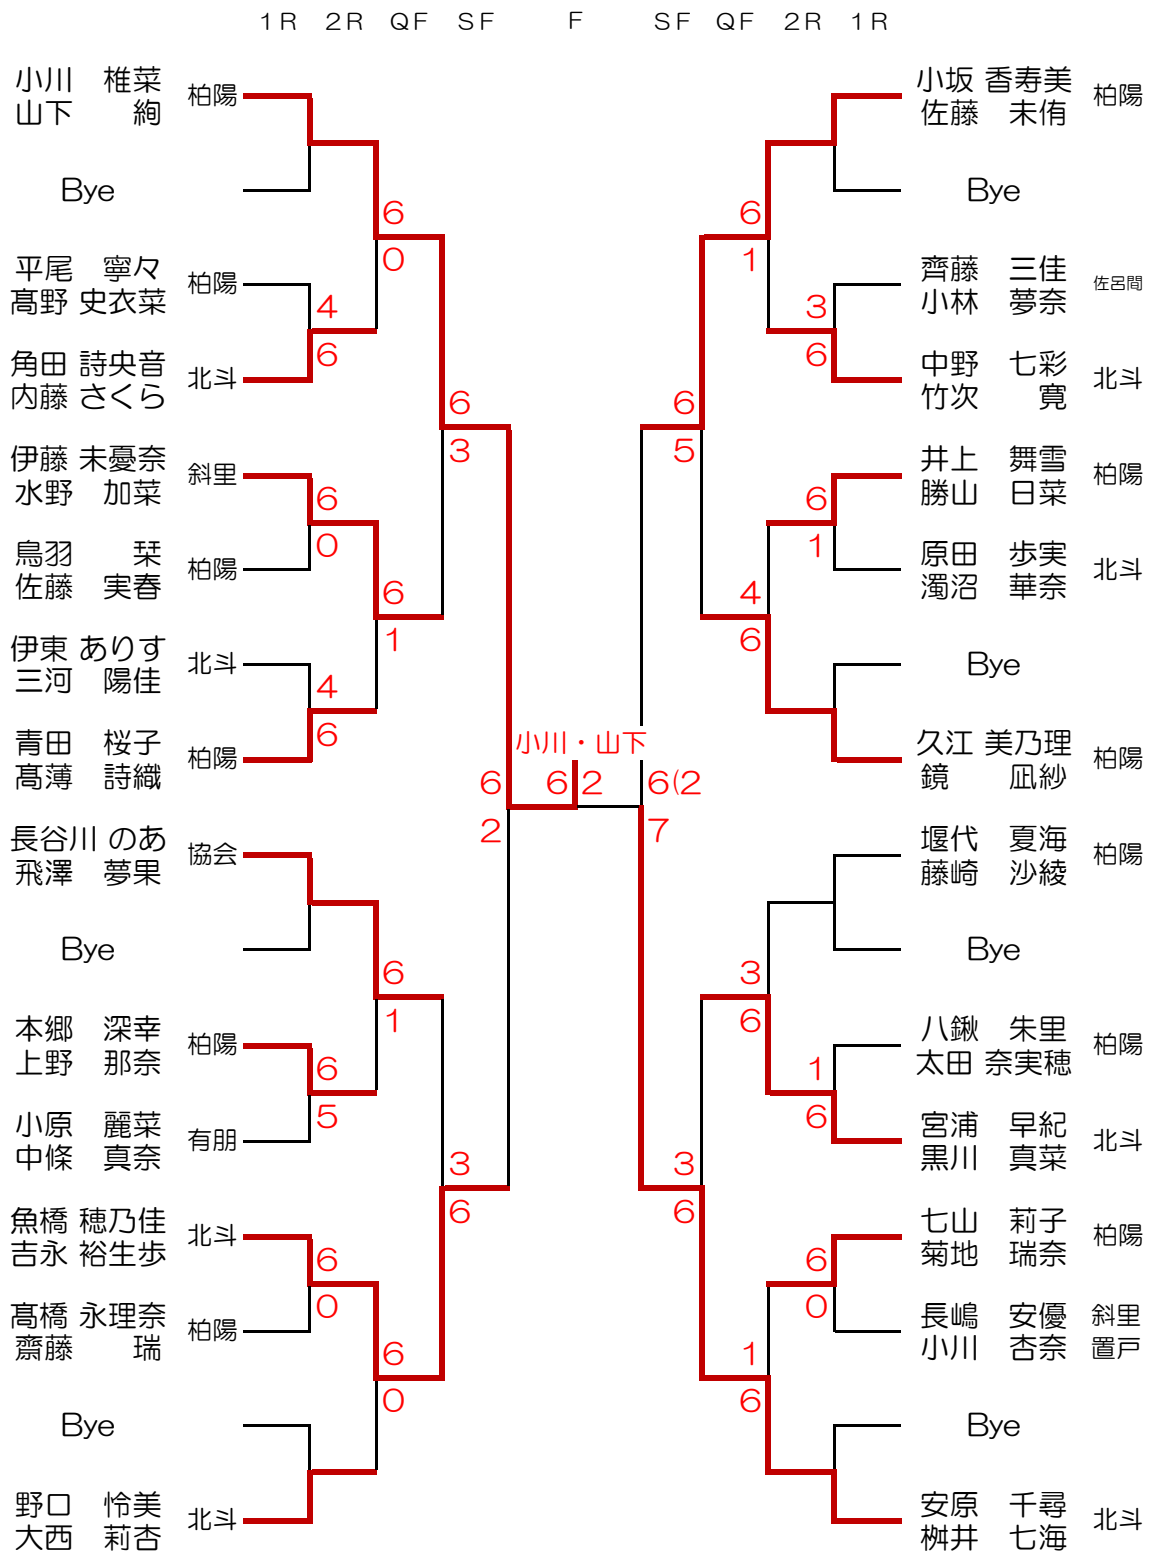 1R 2R QF SF F SF QF 2R 1R
小川 椎菜
山下 絢
柏陽
Bye
6
0
平尾 寧々
髙野 史衣菜
柏陽
4
6
角田 詩央音
内藤 さくら
北斗
6
3
伊藤 未憂奈
水野 加菜
斜里
6
0
鳥羽 栞
佐藤 実春
柏陽
6
1
伊東 ありす
三河 陽佳
北斗
4
6
青田 桜子
髙薄 詩織
柏陽
小川・山下
6 6 2 6(2
2 7
長谷川 のあ
飛澤 夢果
協会
Bye
6
1
本郷 深幸
上野 那奈
柏陽
6
5
小原 麗菜
中條 真奈
有朋
3
6
魚橋 穂乃佳
吉永 裕生歩
北斗
6
0
髙橋 永理奈
齋藤 瑞
柏陽
6
0
Bye
野口 怜美
大西 莉杏
北斗
小坂 香寿美
佐藤 未侑
柏陽
Bye
6
1
齊藤 三佳
小林 夢奈
佐呂間
3
6
中野 七彩
竹次 寛
北斗
6
5
井上 舞雪
勝山 日菜
柏陽
6
1
原田 歩実
濁沼 華奈
北斗
4
6
Bye
久江 美乃理
鏡 凪紗
柏陽
堰代 夏海
藤崎 沙綾
柏陽
Bye
3
6
八鍬 朱里
太田 奈実穂
柏陽
1
6
宮浦 早紀
黒川 真菜
北斗
3
6
七山 莉子
菊地 瑞奈
柏陽
6
0
長嶋 安優
小川 杏奈
斜里
置戸
1
6
Bye
安原 千尋
桝井 七海
北斗